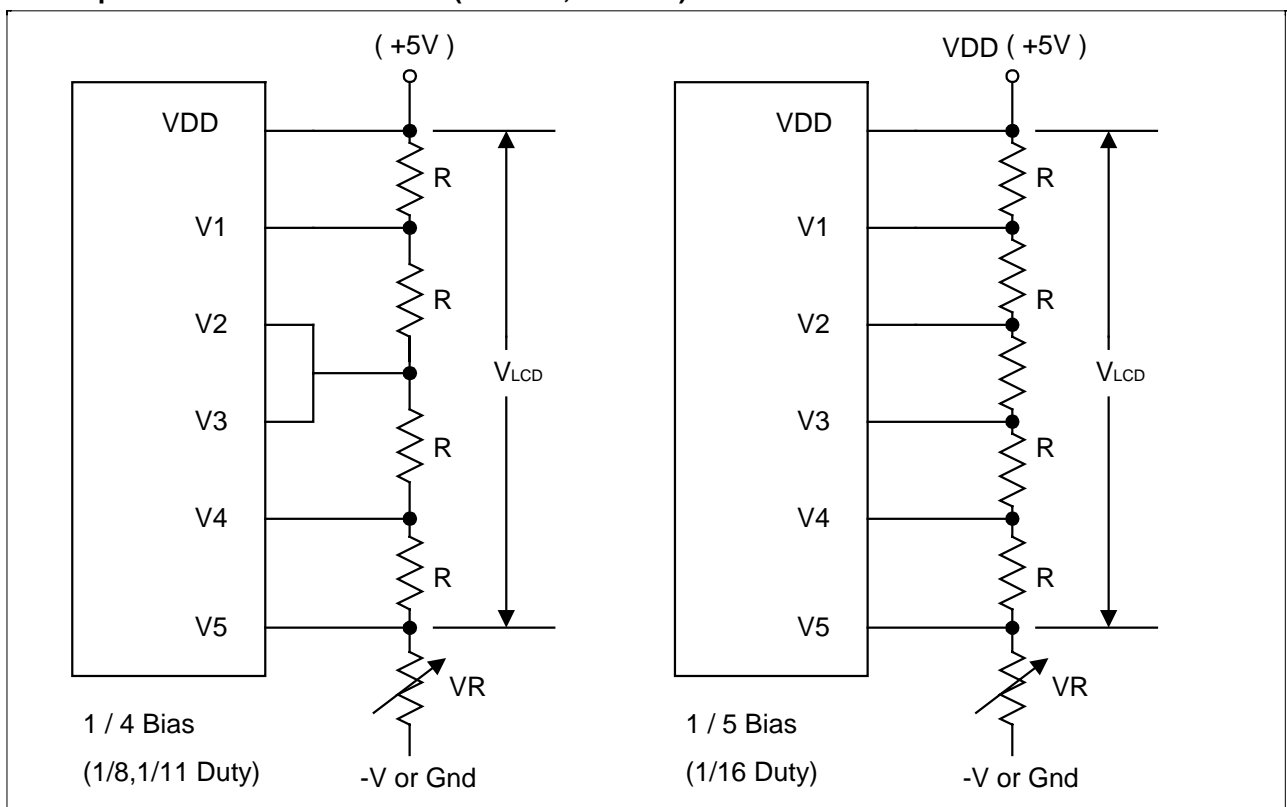 ( +5V )
VDD
R
V1
R
V2
VLCD
V3
R
V4
R
V5
VR
1 / 4 Bias
(1/8,1/11 Duty)
-V or Gnd
VDD ( +5V )
VDD
R
V1
R
V2
VLCD
V3
R
V4
R
V5
VR
1 / 5 Bias
(1/16 Duty)
-V or Gnd